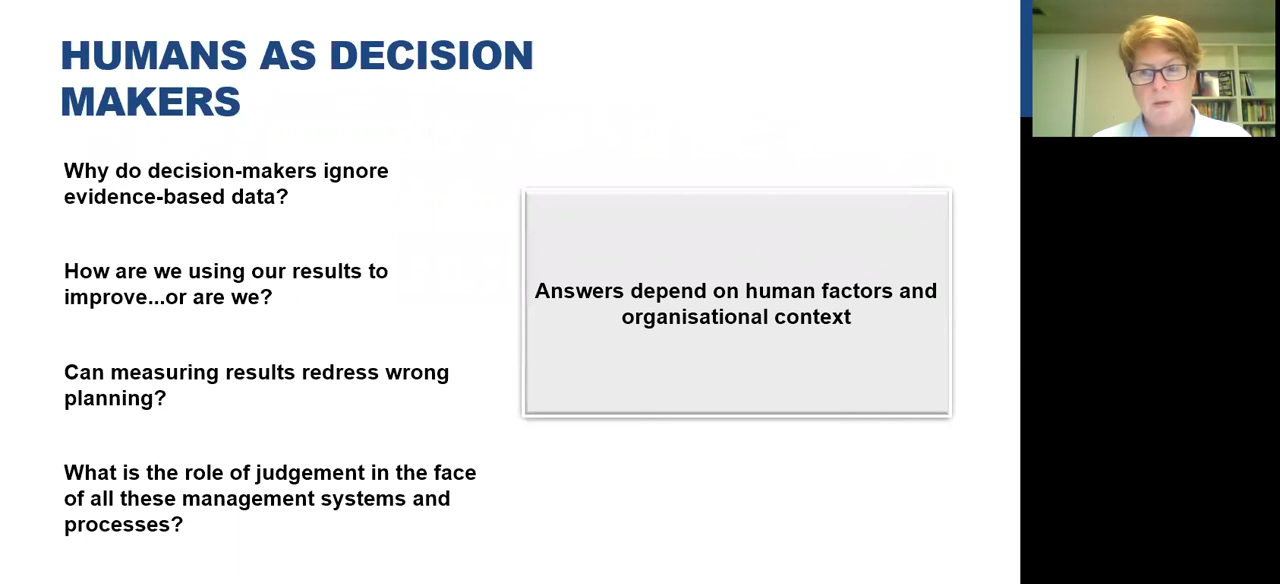 HUMANS AS DECISION
MAKERS
Why do decision-makers ignore
evidence-based data?
How are we using our results to
improve...or are we?
Can measuring results redress wrong
planning?
What is the role of judgement in the face
of all these management systems and
processes?
Answers depend on human factors and
organisational context